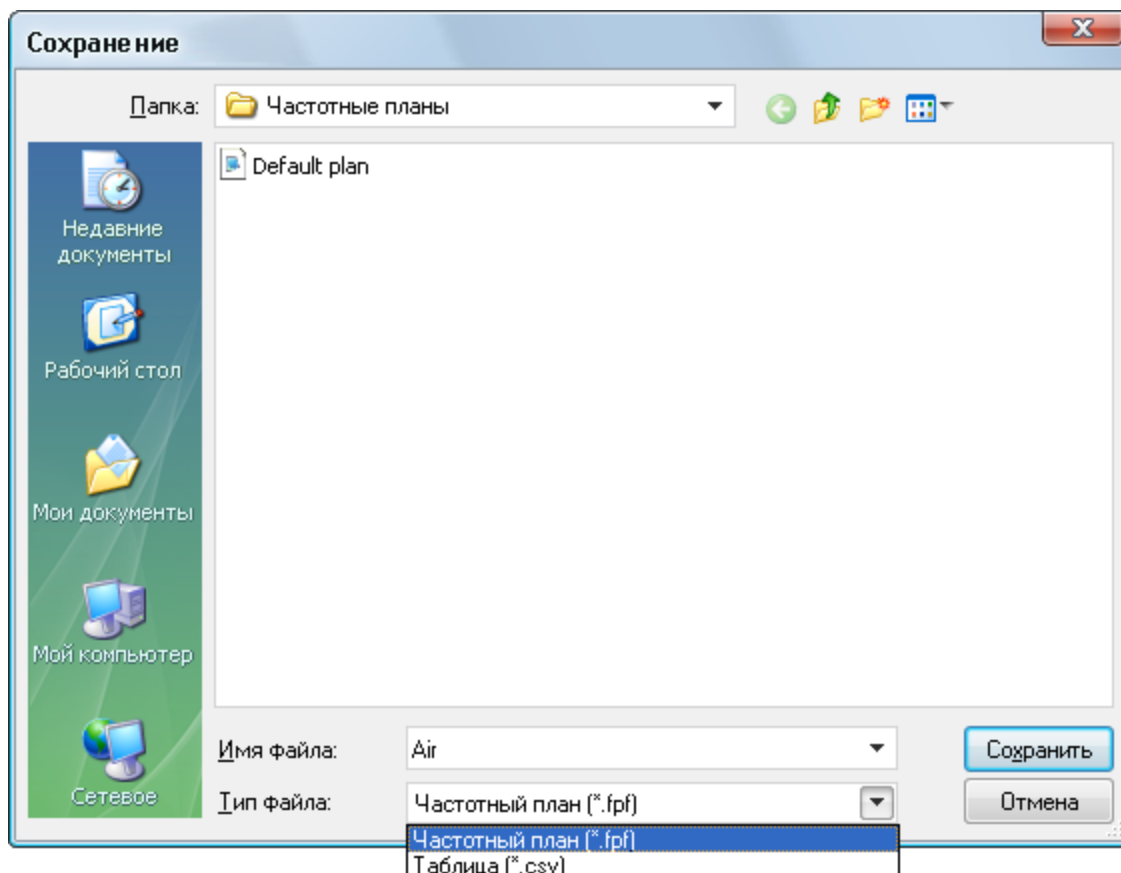 Сохранение
Папка: Частотные планы
Default plan
Недавние
документы
Рабочий стол
Мои документы
Мой компьютер
Сетевое
Имя файла: Air Сохранить
Тип файла: Частотный план (*.fpf) Отмена
Частотный план (*.fpf)
Таблица (*.csv)